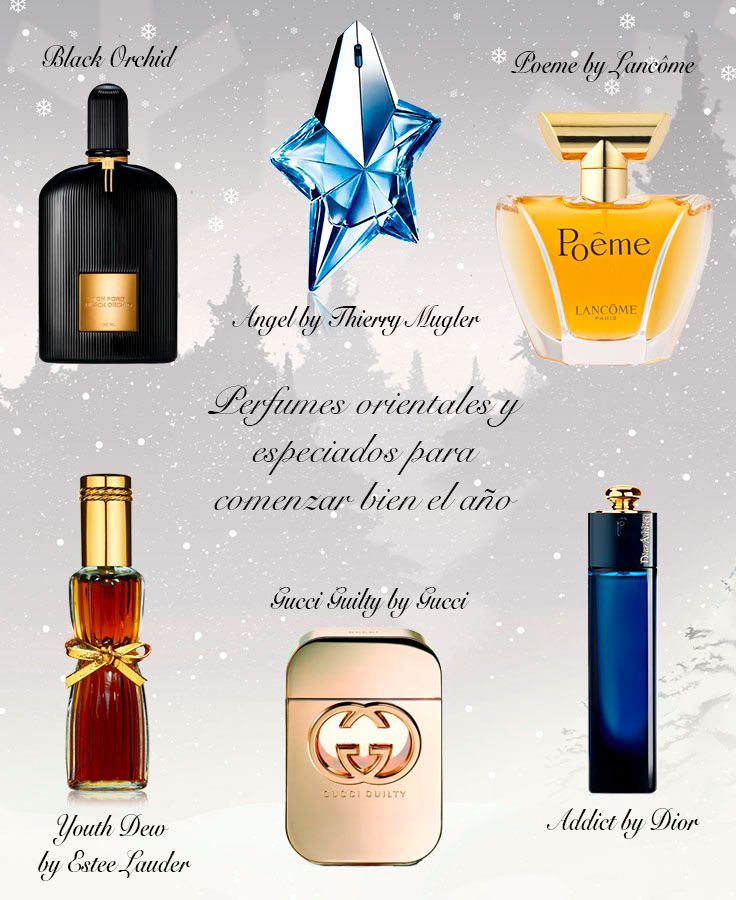 Black Orchid
Poeme by Lancôme
TOM FORD
BLACK ORCHID
Poême
LANCÔME
PARIS
Angel by Thierry Mugler
Perfumes orientales y
especiados para
comenzar bien el año
Gucci Guilty by Gucci
Dior Addict
GUCCI GUILTY
Youth Dew
by Estee Lauder
Addict by Dior